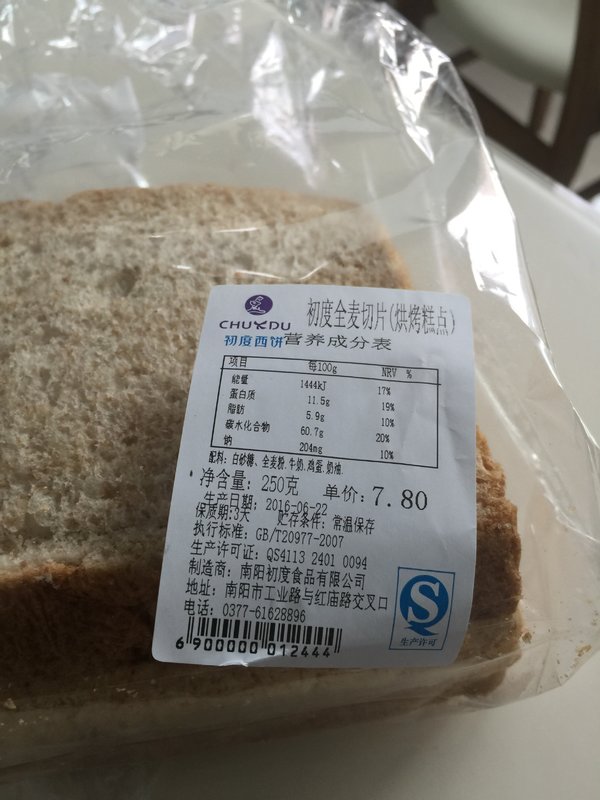 CHUYDU
初度西饼
初度全麦切片(烘烤糕点)
营养成分表
项目 每100g NRV %
能量 1444kJ 17%
蛋白质 11.5g 19%
脂肪 5.9g 10%
碳水化合物 60.7g 20%
钠 204mg 10%
配料: 白砂糖、全麦粉、牛奶、鸡蛋、奶油
净含量: 250克 单价: 7.80
生产日期: 2016-06-22
保质期:3天 贮存条件: 常温保存
执行标准: GB/T20977-2007
生产许可证: QS4113 2401 0094
制造商: 南阳初度食品有限公司
地址: 南阳市工业路与红庙路交叉口
电话: 0377-61628896
6 900000 012444
S
生产许可